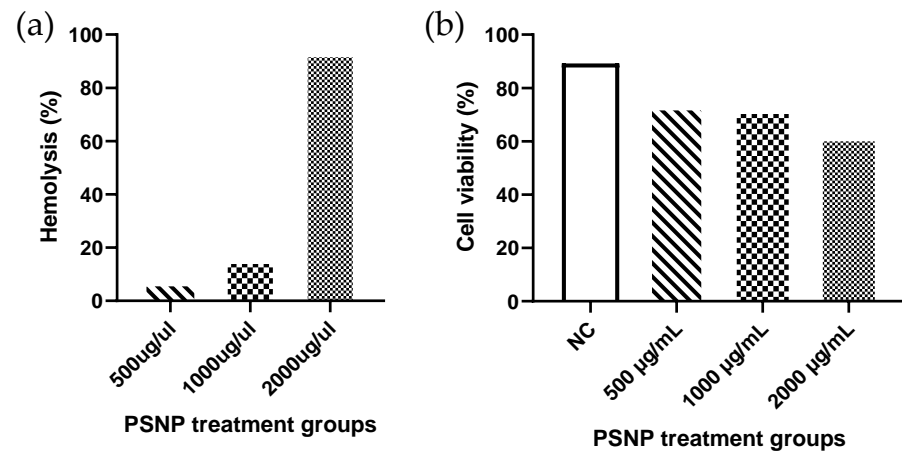 (a)
Hemolysis (%)
100
80
60
40
20
0
500ug/ul
1000ug/ul
2000ug/ul
PSNP treatment groups
(b)
Cell viability (%)
100
80
60
40
20
0
NC
500 µg/mL
1000 µg/mL
2000 µg/mL
PSNP treatment groups